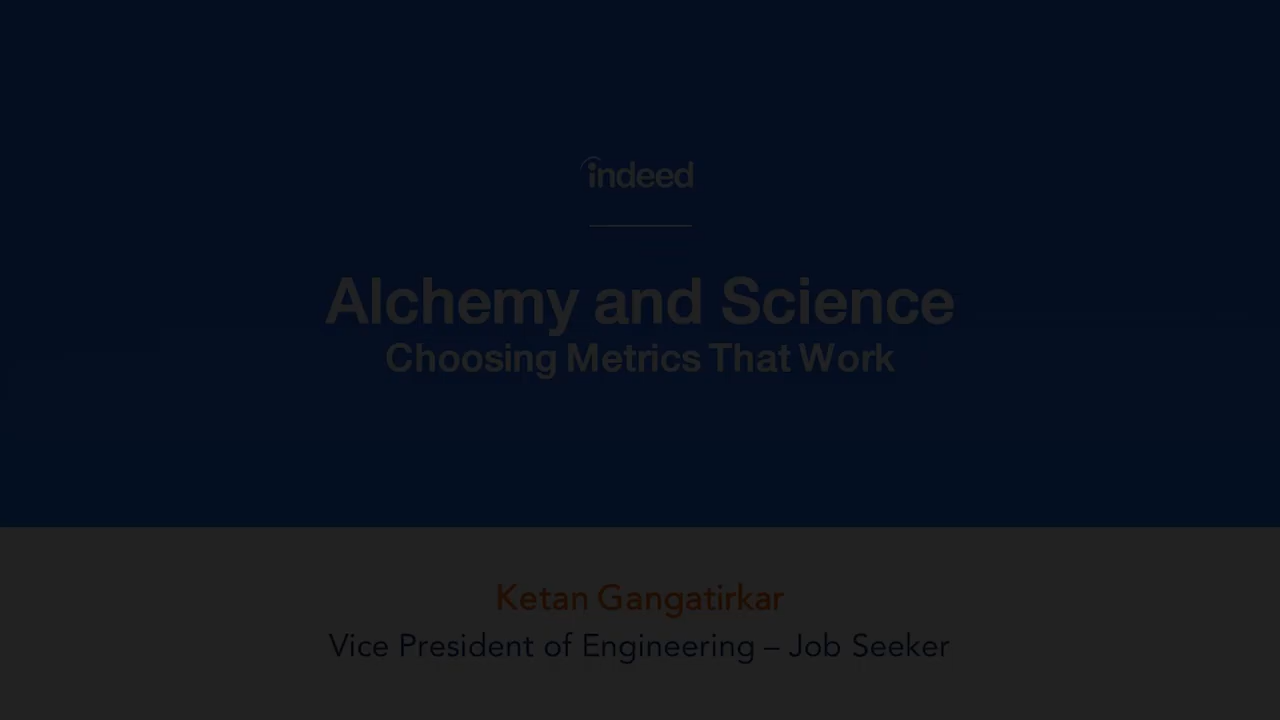 indeed
Alchemy and Science
Choosing Metrics That Work
Ketan Gangatirkar
Vice President of Engineering – Job Seeker